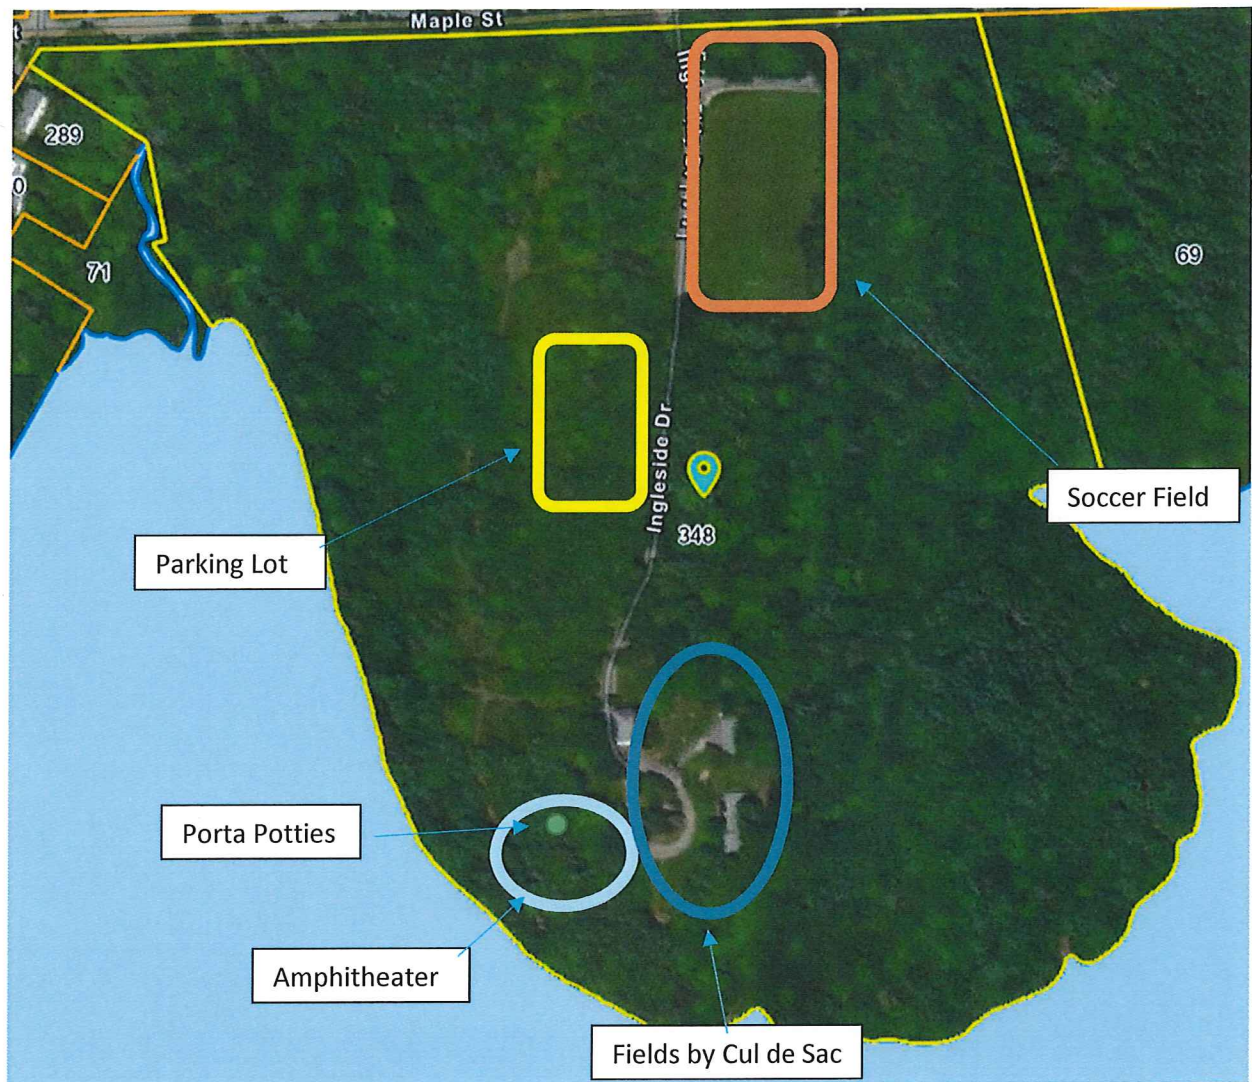 Maple St
t
289
0
71
69
Ingleside Dr
348
Soccer Field
Parking Lot
Porta Potties
Amphitheater
Fields by Cul de Sac